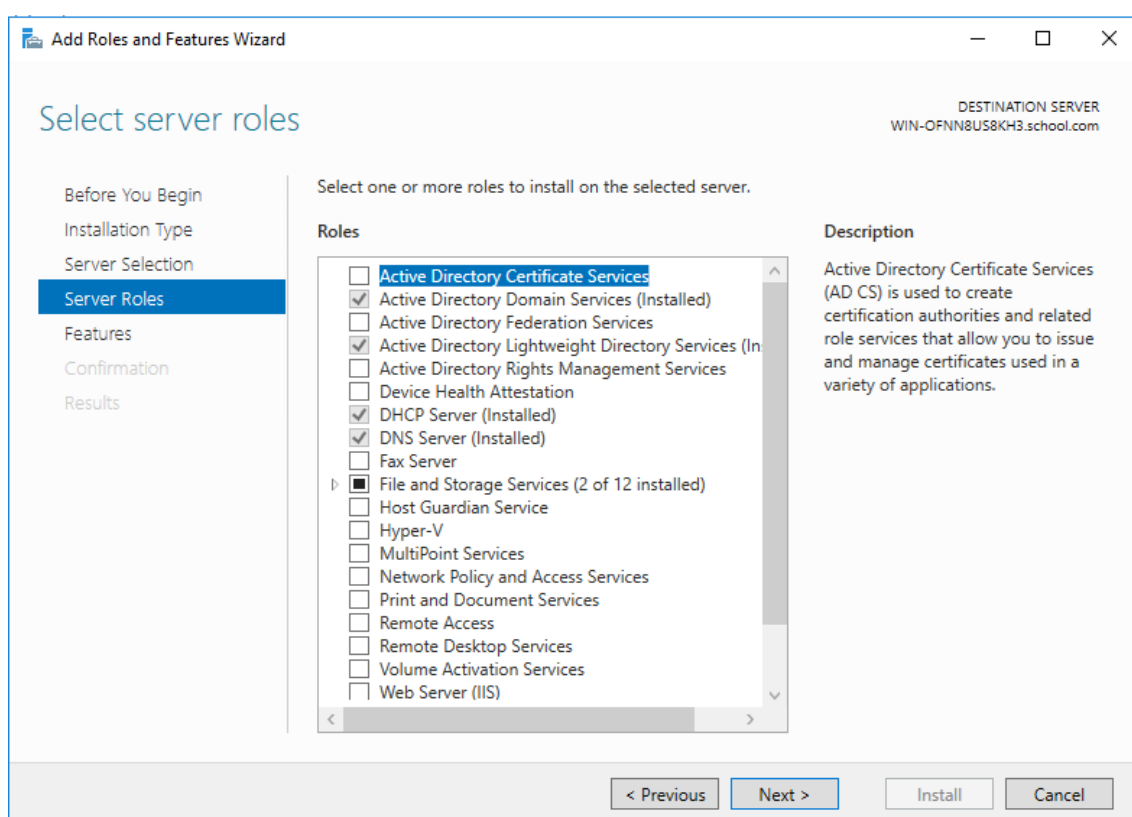 Add Roles and Features Wizard
Select server roles
DESTINATION SERVER
WIN-OFNN8US8KH3.school.com
Before You Begin
Installation Type
Server Selection
Server Roles
Features
Confirmation
Results
Select one or more roles to install on the selected server.
Roles
Active Directory Certificate Services
Active Directory Domain Services (Installed)
Active Directory Federation Services
Active Directory Lightweight Directory Services (In
Active Directory Rights Management Services
Device Health Attestation
DHCP Server (Installed)
DNS Server (Installed)
Fax Server
File and Storage Services (2 of 12 installed)
Host Guardian Service
Hyper-V
MultiPoint Services
Network Policy and Access Services
Print and Document Services
Remote Access
Remote Desktop Services
Volume Activation Services
Web Server (IIS)
Description
Active Directory Certificate Services
(AD CS) is used to create
certification authorities and related
role services that allow you to issue
and manage certificates used in a
variety of applications.
< Previous
Next >
Install
Cancel